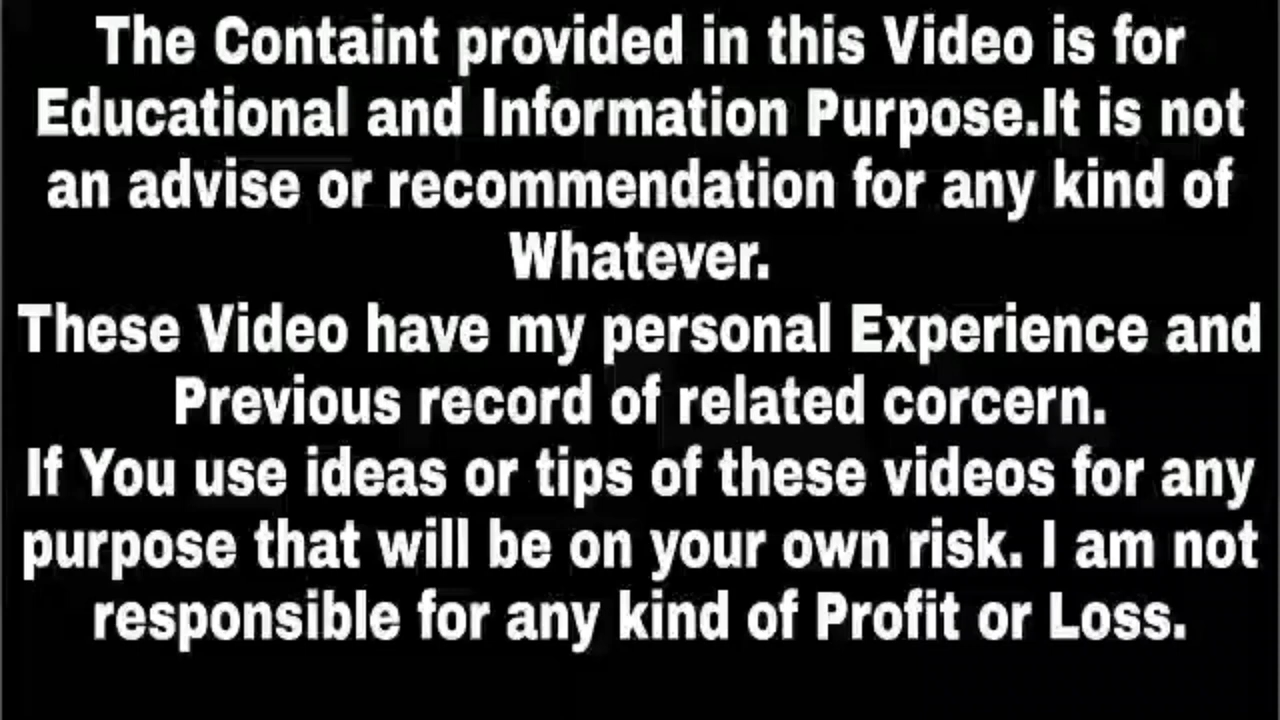 The Containt provided in this Video is for
Educational and Information Purpose.It is not
an advise or recommendation for any kind of
Whatever.
These Video have my personal Experience and
Previous record of related corcern.
If You use ideas or tips of these videos for any
purpose that will be on your own risk. I am not
responsible for any kind of Profit or Loss.